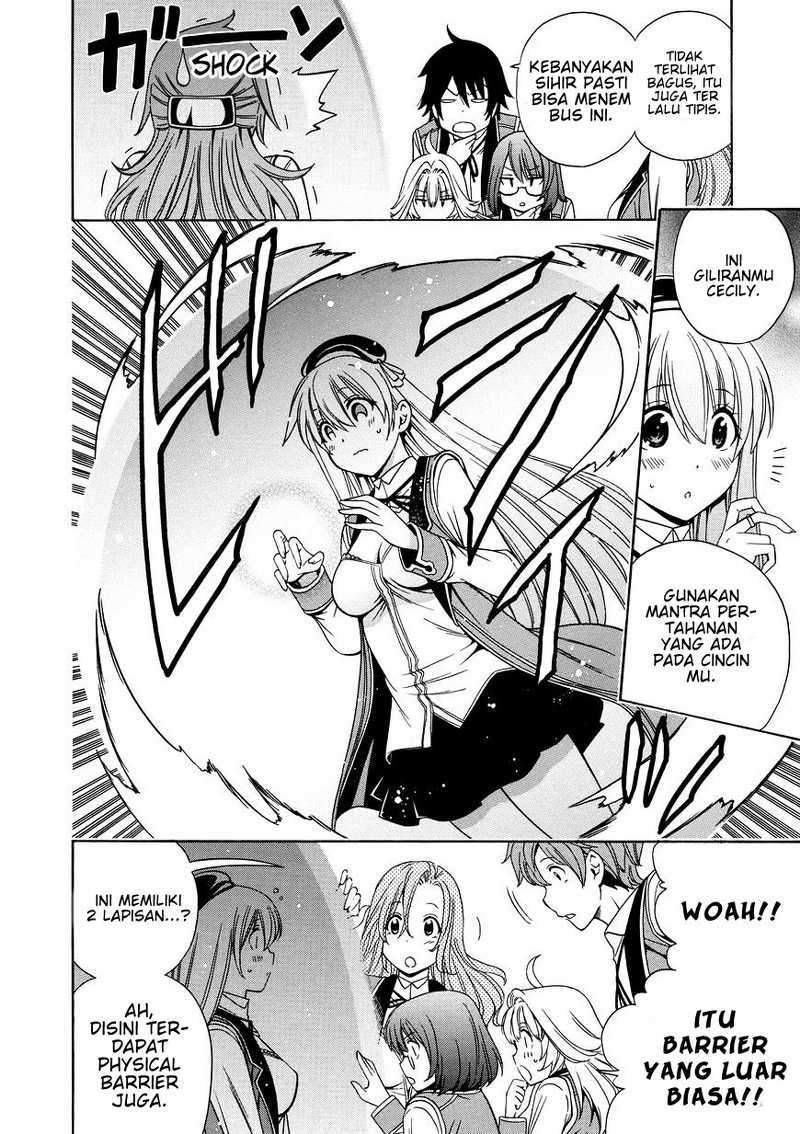 TIDAK
TERLIHAT
BAGUS, ITU
JUGA TER
LALU TIPIS.
KEBANYAKAN
SIHIR PASTI
BISA MENEM
BUS INI.
ガーン
SHOCK
INI
GILIRANMU
CECILY.
GUNAKAN
MANTRA PER-
TAHANAN
YANG ADA
PADA CINCIN
MU.
WOAH!!
ITU
BARRIER
YANG LUAR
BIASA!!
INI MEMILIKI
2 LAPISAN...?
AH,
DISINI TER-
DAPAT
PHYSICAL
BARRIER
JUGA.